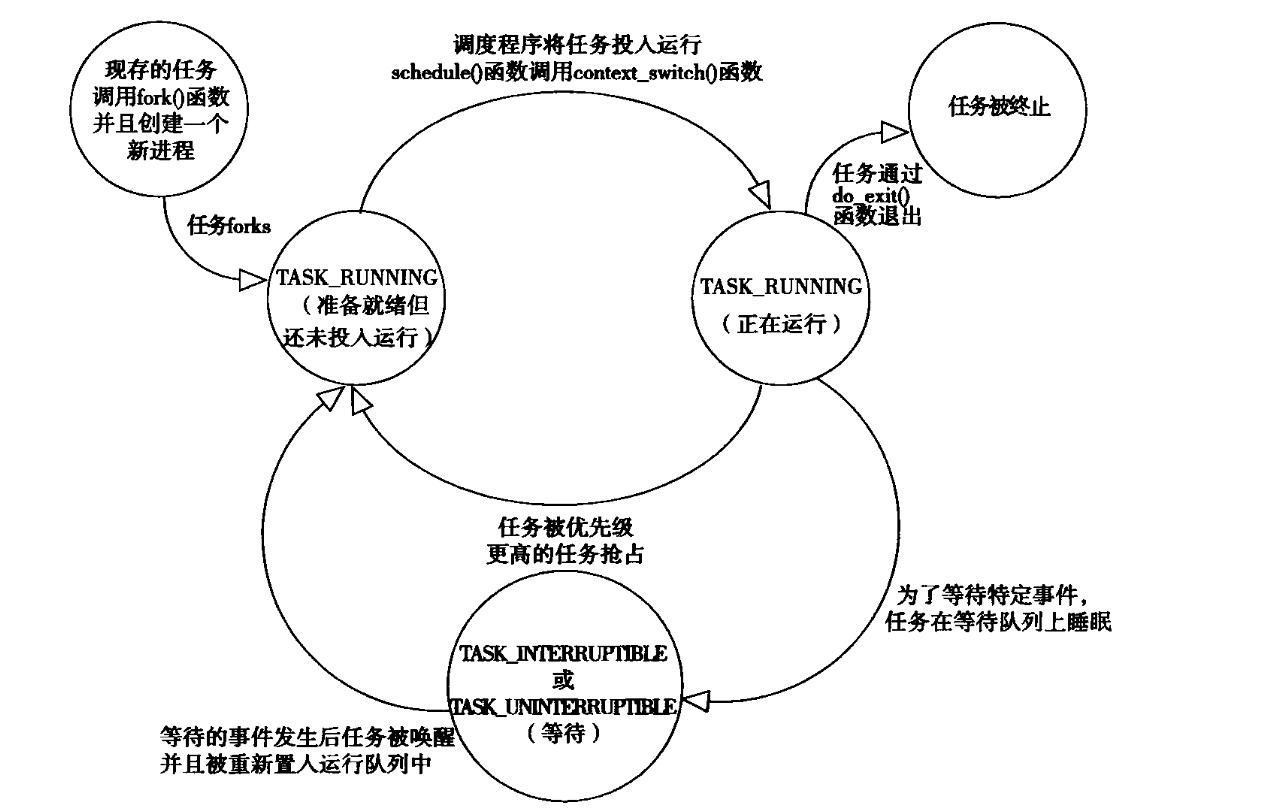 现存的任务
调用fork()函数
并且创建一个
新进程
调度程序将任务投入运行
schedule()函数调用context_switch()函数
任务被终止
任务通过
do_exit()
函数退出
任务forks
TASK_RUNNING
（准备就绪但
还未投入运行）
TASK_RUNNING
（正在运行）
任务被优先级
更高的任务抢占
为了等待特定事件，
任务在等待队列上睡眠
TASK_INTERRUPTIBLE
或
TASK_UNINTERRUPTIBLE
（等待）
等待的事件发生后任务被唤醒
并且被重新置入运行队列中